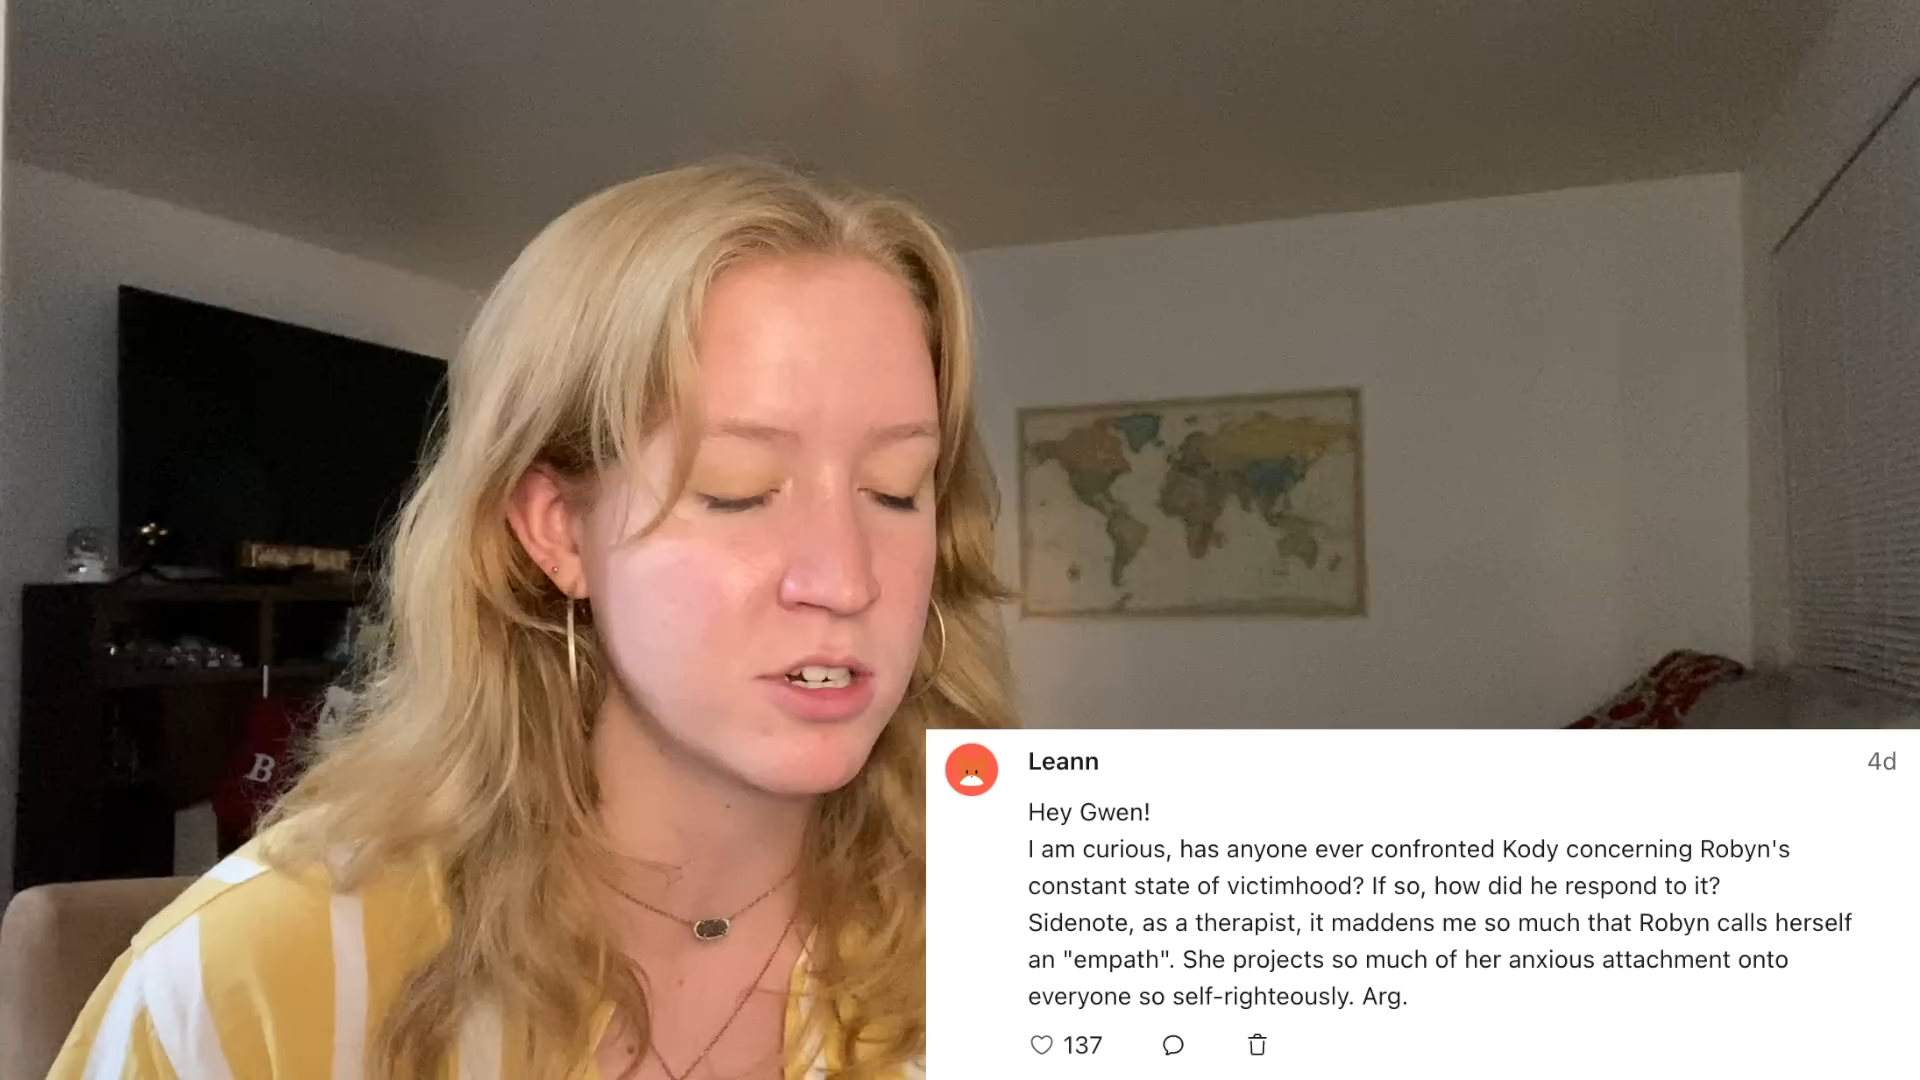 B
Leann
4d
Hey Gwen!
I am curious, has anyone ever confronted Kody concerning Robyn's
constant state of victimhood? If so, how did he respond to it?
Sidenote, as a therapist, it maddens me so much that Robyn calls herself
an "empath". She projects so much of her anxious attachment onto
everyone so self-righteously. Arg.
137